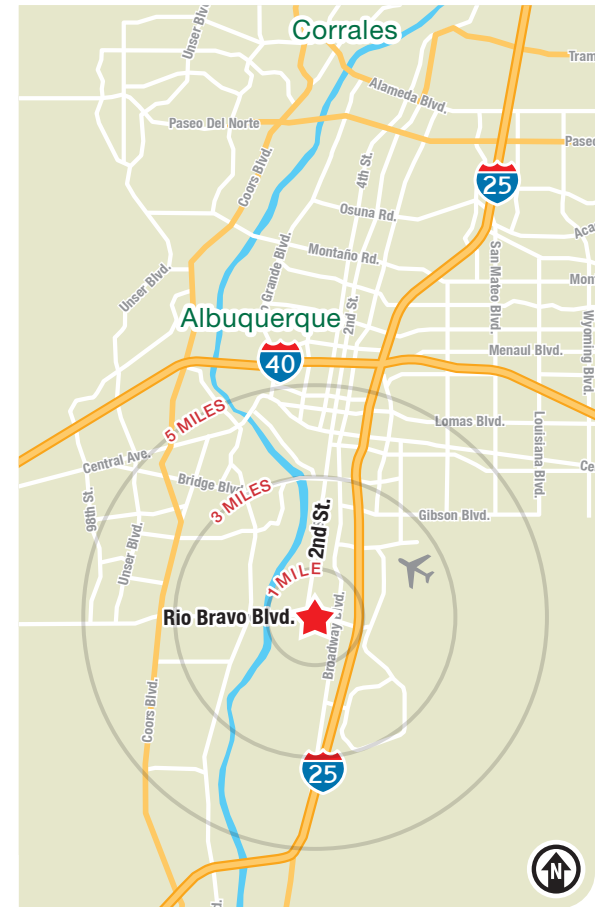 Corrales
Unser Blvd.
Tram
Alameda Blvd.
Paseo Del Norte
Paseo
Coors Blvd.
4th St.
25
Osuna Rd.
Aca
San Mateo Blvd.
Montaño Rd.
Grande Blvd.
Unser Blvd.
Mon
Albuquerque
2nd St.
Wyoming Blvd.
Menaul Blvd.
40
5 MILES
Lomas Blvd.
Louisiana Blvd.
Central Ave.
Ce
Bridge Blvd.
3 MILES
98th St.
2nd St.
Gibson Blvd.
Unser Blvd.
1 MILE
Rio Bravo Blvd.
Broadway Blvd.
Coors Blvd.
25
N